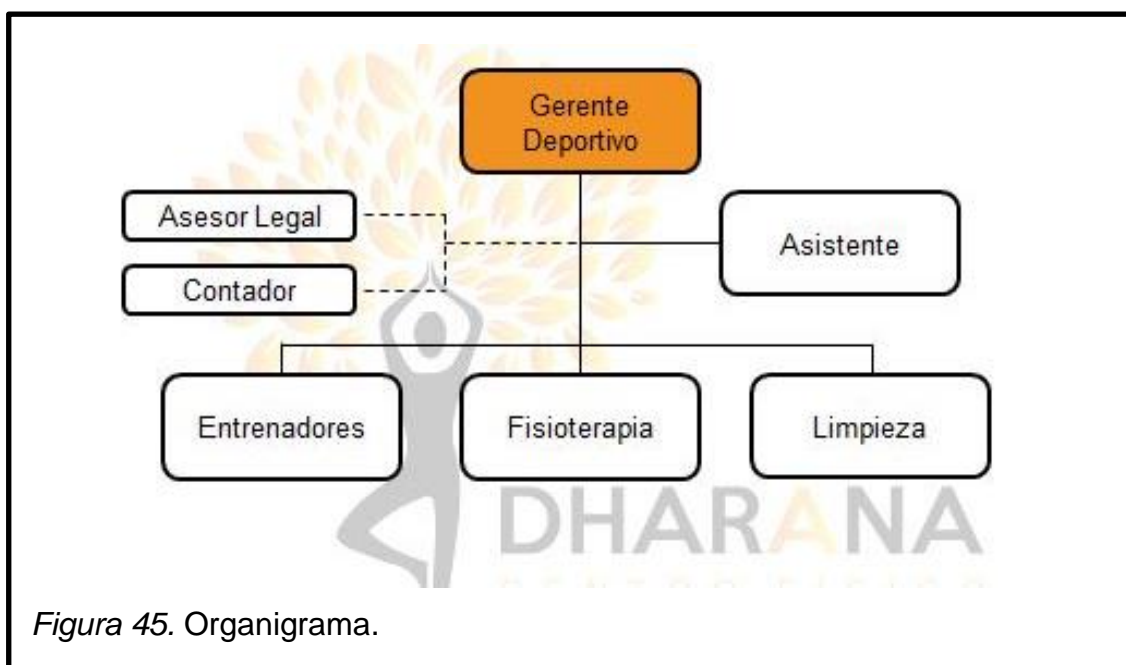 Gerente
Deportivo
Asesor Legal
Contador
Asistente
Entrenadores
Fisioterapia
Limpieza
DHARANA
Figura 45. Organigrama.